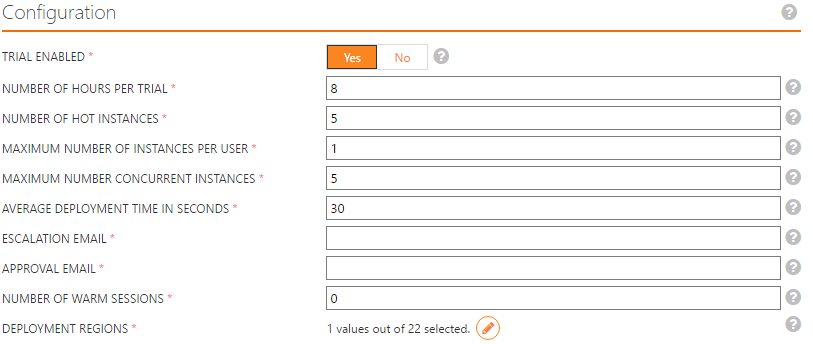 Configuration ?
TRIAL ENABLED * Yes No ?
NUMBER OF HOURS PER TRIAL * 8 ?
NUMBER OF HOT INSTANCES * 5 ?
MAXIMUM NUMBER OF INSTANCES PER USER * 1 ?
MAXIMUM NUMBER CONCURRENT INSTANCES * 5 ?
AVERAGE DEPLOYMENT TIME IN SECONDS * 30 ?
ESCALATION EMAIL * ?
APPROVAL EMAIL * ?
NUMBER OF WARM SESSIONS * 0 ?
DEPLOYMENT REGIONS * 1 values out of 22 selected. ?